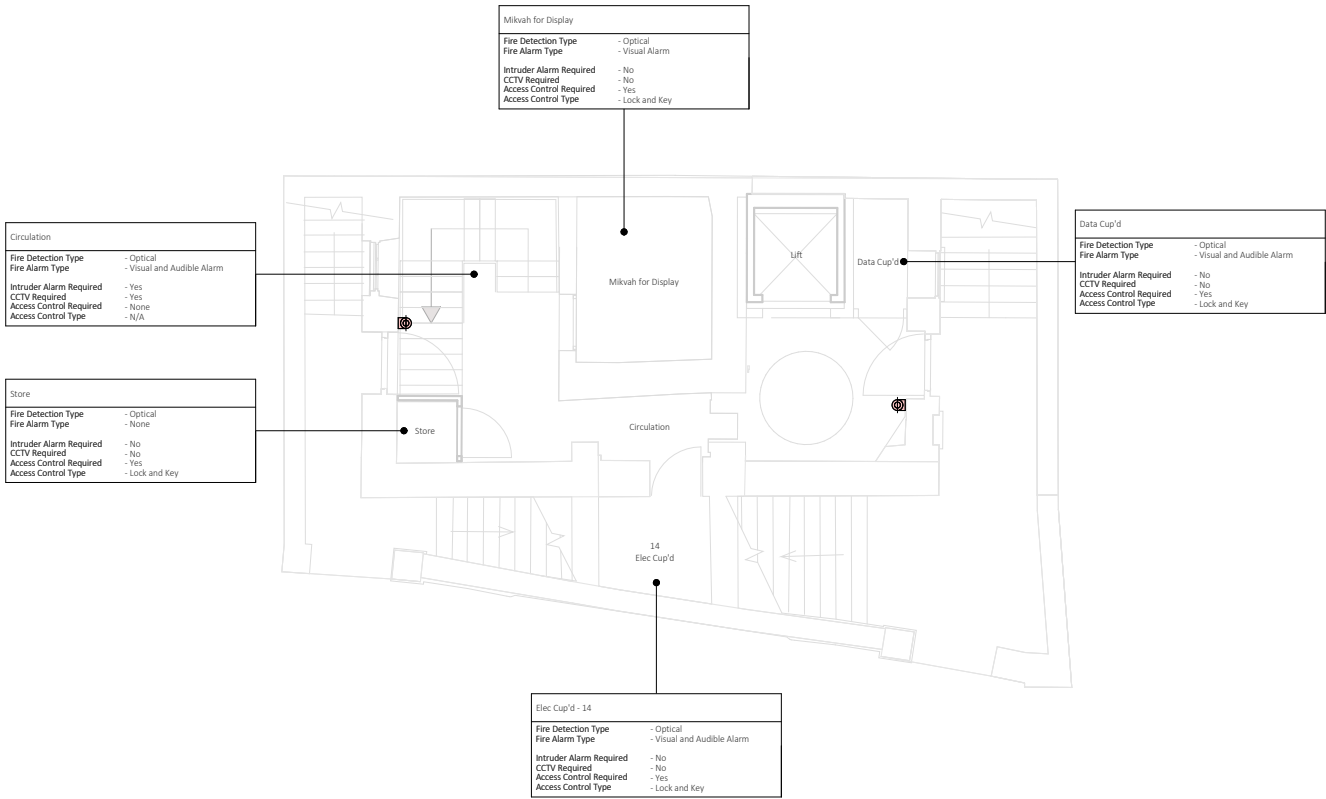 Mikvah for Display
Fire Detection Type - Optical
Fire Alarm Type - Visual Alarm
Intruder Alarm Required - No
CCTV Required - No
Access Control Required - Yes
Access Control Type - Lock and Key
Circulation
Fire Detection Type - Optical
Fire Alarm Type - Visual and Audible Alarm
Intruder Alarm Required - Yes
CCTV Required - Yes
Access Control Required - None
Access Control Type - N/A
Data Cup'd
Fire Detection Type - Optical
Fire Alarm Type - Visual and Audible Alarm
Intruder Alarm Required - No
CCTV Required - No
Access Control Required - Yes
Access Control Type - Lock and Key
Lift
Data Cup'd
Mikvah for Display
Store
Fire Detection Type - Optical
Fire Alarm Type - None
Intruder Alarm Required - No
CCTV Required - No
Access Control Required - Yes
Access Control Type - Lock and Key
Store
Circulation
14
Elec Cup'd
Elec Cup'd - 14
Fire Detection Type - Optical
Fire Alarm Type - Visual and Audible Alarm
Intruder Alarm Required - No
CCTV Required - No
Access Control Required - Yes
Access Control Type - Lock and Key